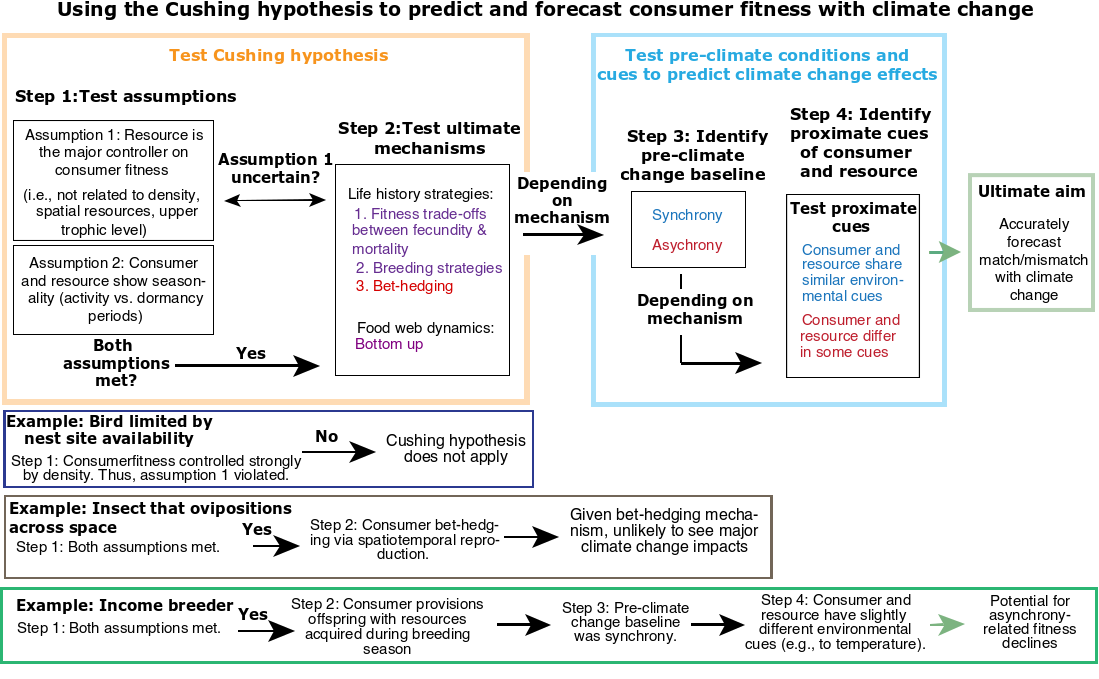 Using the Cushing hypothesis to predict and forecast consumer fitness with climate change
Test Cushing hypothesis
Step 1:Test assumptions
Assumption 1: Resource is
the major controller on
consumer fitness
(i.e., not related to density,
spatial resources, upper
trophic level)
Assumption 2: Consumer
and resource show season-
ality (activity vs. dormancy
periods)
Both
assumptions
met?
Yes
Assumption 1
uncertain?
Step 2:Test ultimate
mechanisms
Life history strategies:
1. Fitness trade-offs
between fecundity &
mortality
2. Breeding strategies
3. Bet-hedging
Food web dynamics:
Bottom up
Depending
on
mechanism
Test pre-climate conditions and
cues to predict climate change effects
Step 3: Identify
pre-climate
change baseline
Synchrony
Asychrony
Depending on
mechanism
Step 4: Identify
proximate cues
of consumer
and resource
Test proximate
cues
Consumer and
resource share
similar environ-
mental cues
Consumer and
resource differ
in some cues
Ultimate aim
Accurately
forecast
match/mismatch
with climate
change
Example: Bird limited by
nest site availability
Step 1: Consumerfitness controlled strongly
by density. Thus, assumption 1 violated.
No
Cushing hypothesis
does not apply
Example: Insect that ovipositions
across space
Step 1: Both assumptions met.
Yes
Step 2: Consumer bet-hedg-
ing via spatiotemporal repro-
duction.
Given bet-hedging mecha-
nism, unlikely to see major
climate change impacts
Example: Income breeder
Step 1: Both assumptions met.
Yes
Step 2: Consumer provisions
offspring with resources
acquired during breeding
season
Step 3: Pre-climate
change baseline
was synchrony.
Step 4: Consumer and
resource have slightly
different environmental
cues (e.g., to temperature).
Potential for
asynchrony-
related fitness
declines